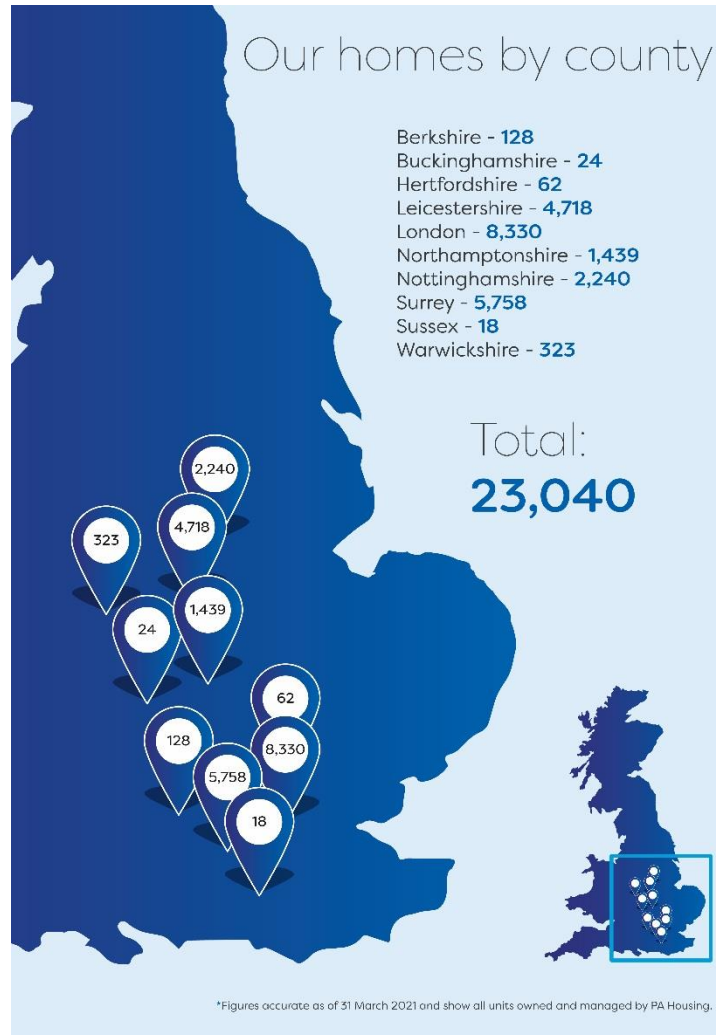 Our homes by county
Berkshire - 128
Buckinghamshire - 24
Hertfordshire - 62
Leicestershire - 4,718
London - 8,330
Northamptonshire - 1,439
Nottinghamshire - 2,240
Surrey - 5,758
Sussex - 18
Warwickshire - 323
Total:
23,040
2,240
4,718
323
1,439
24
62
128
8,330
5,758
18
*Figures accurate as of 31 March 2021 and show all units owned and managed by PA Housing.